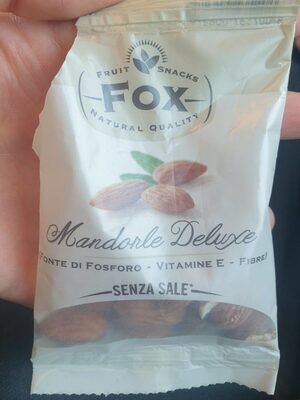 FRUIT SNACKS
FOX
NATURAL QUALITY
Mandorle Deluxe
FONTE DI FOSFORO - VITAMINE E - FIBRE
SENZA SALE*